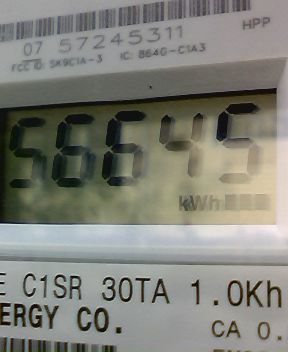 07 57245311 HPP
FCC ID: SK9C1A-3 IC: 864G-C1A3
56645
kWh
E C1SR 30TA 1.0Kh
ERGY CO. CA 0.